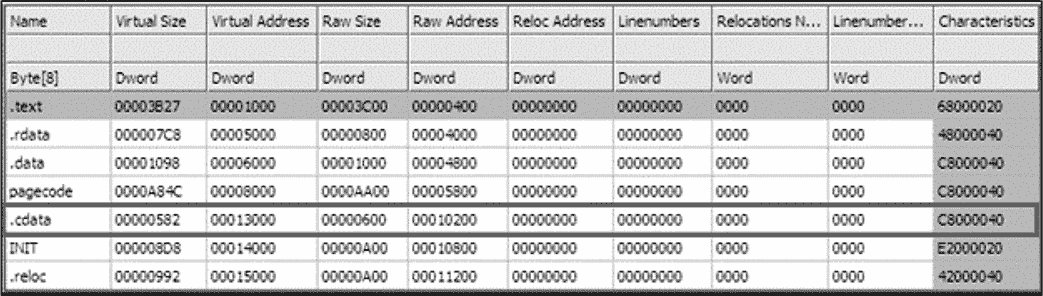 Name Virtual Size Virtual Address Raw Size Raw Address Reloc Address Linenumbers Relocations N... Linenumber... Characteristics
Byte[8] Dword Dword Dword Dword Dword Dword Word Word Dword
.text 00003B27 00001000 00003C00 00000400 00000000 00000000 0000 0000 68000020
.rdata 000007C8 00005000 00000800 00004000 00000000 00000000 0000 0000 48000040
.data 00001098 00006000 00001000 00004800 00000000 00000000 0000 0000 C8000040
pagecode 0000A84C 00008000 0000AA00 00005800 00000000 00000000 0000 0000 C8000040
.cdata 00000582 00013000 00000600 00010200 00000000 00000000 0000 0000 C8000040
INIT 000008D8 00014000 00000A00 00010800 00000000 00000000 0000 0000 E2000020
.reloc 00000992 00015000 00000A00 00011200 00000000 00000000 0000 0000 42000040